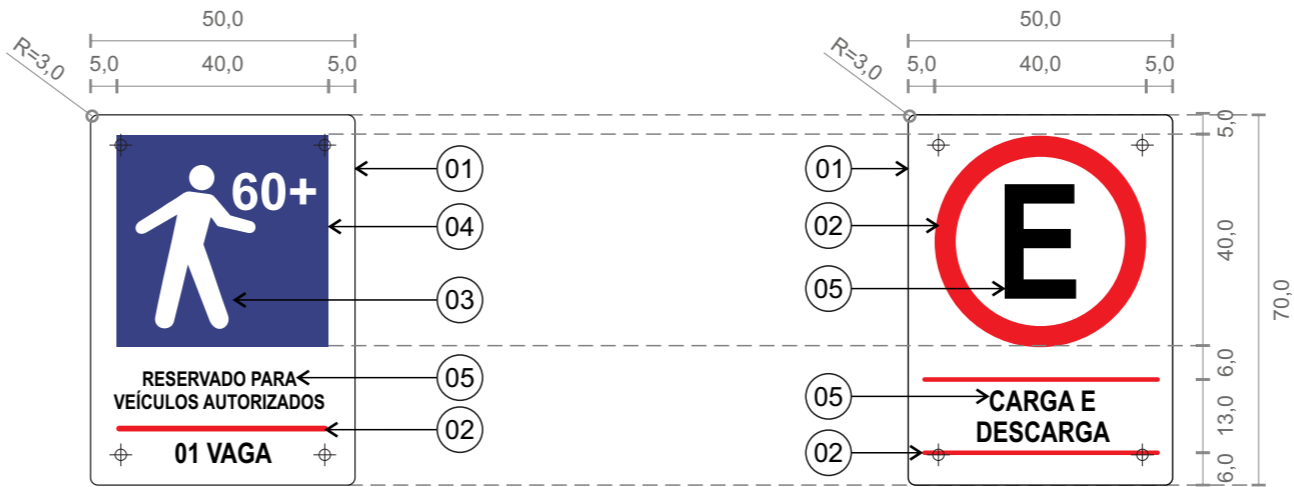 50,0
R=3,0
5,0 40,0 5,0
60+
01
04
03
RESERVADO PARA
VEÍCULOS AUTORIZADOS
05
02
01 VAGA
50,0
R=3,0
5,0 40,0 5,0
01
02
05
E
05
CARGA E
DESCARGA
02
5,0
40,0
6,0
13,0
6,0
70,0